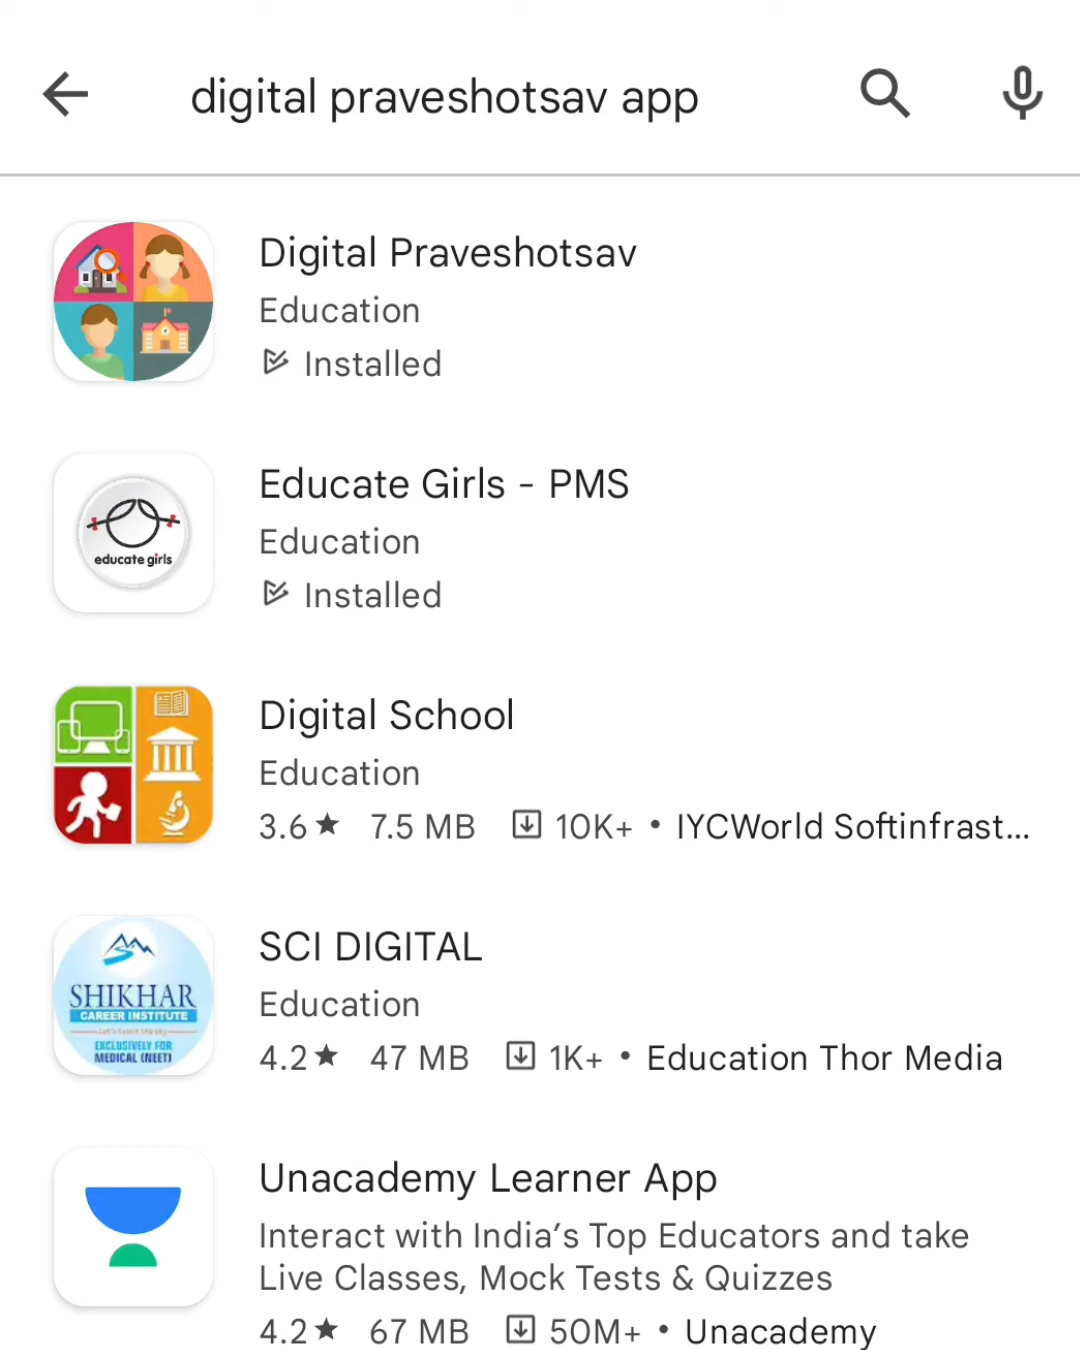 digital praveshotsav app
Digital Praveshotsav
Education
Installed
educate girls
Educate Girls - PMS
Education
Installed
Digital School
Education
3.6★ 7.5 MB 10K+ • IYCWorld Softinfrast...
SHIKHAR
CAREER INSTITUTE
EXCLUSIVELY FOR
MEDICAL (NEET)
SCI DIGITAL
Education
4.2★ 47 MB 1K+ • Education Thor Media
Unacademy Learner App
Interact with India's Top Educators and take
Live Classes, Mock Tests & Quizzes
4.2★ 67 MB 50M+ • Unacademy